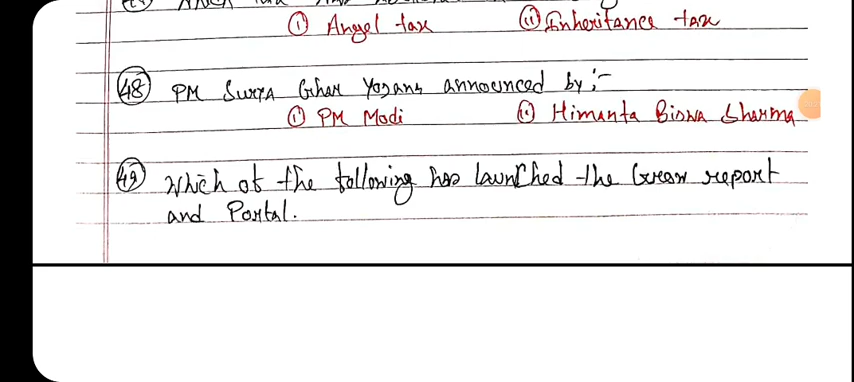 (i) Angel tax (ii) Inheritance tax
(48) PM Surya Ghar Yojana announced by :-
(i) PM Modi (ii) Himanta Biswa Sharma
(49) Which of the following has launched the report
and Portal.